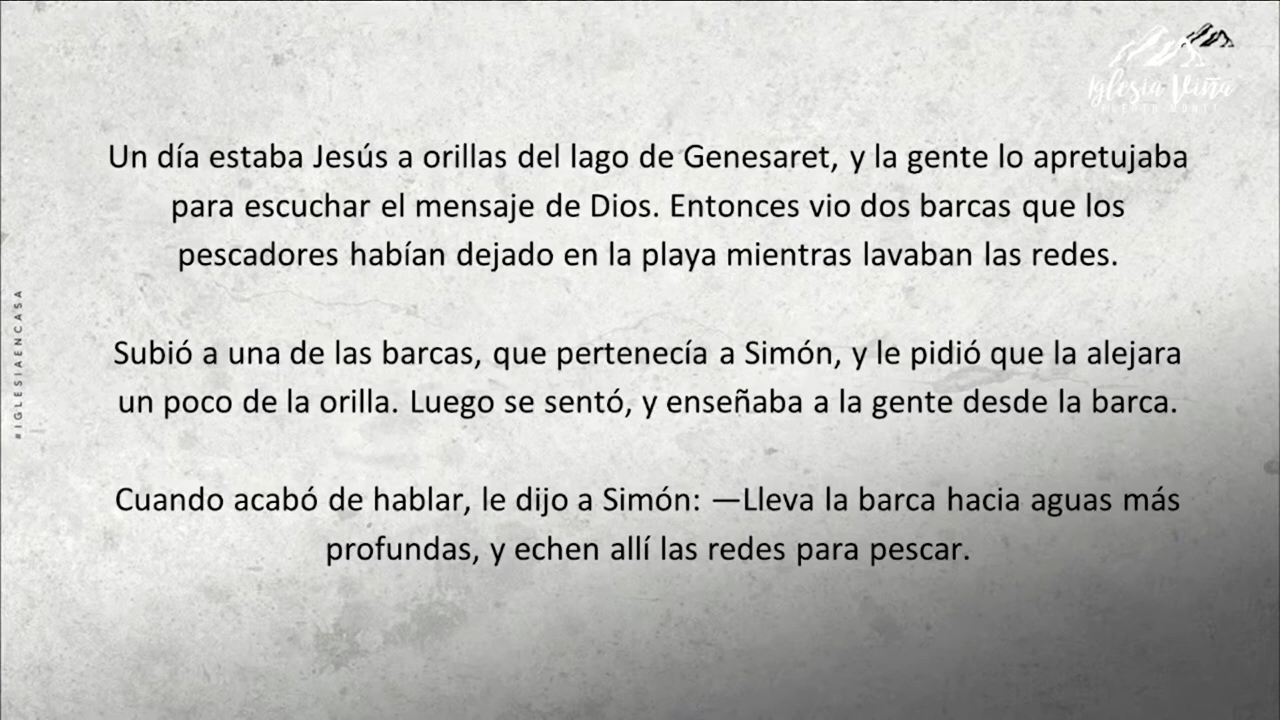 Iglesia Viña
Un día estaba Jesús a orillas del lago de Genesaret, y la gente lo apretujaba
para escuchar el mensaje de Dios. Entonces vio dos barcas que los
pescadores habían dejado en la playa mientras lavaban las redes.
Subió a una de las barcas, que pertenecía a Simón, y le pidió que la alejara
un poco de la orilla. Luego se sentó, y enseñaba a la gente desde la barca.
Cuando acabó de hablar, le dijo a Simón: —Lleva la barca hacia aguas más
profundas, y echen allí las redes para pescar.
#IGLESIAENCASA